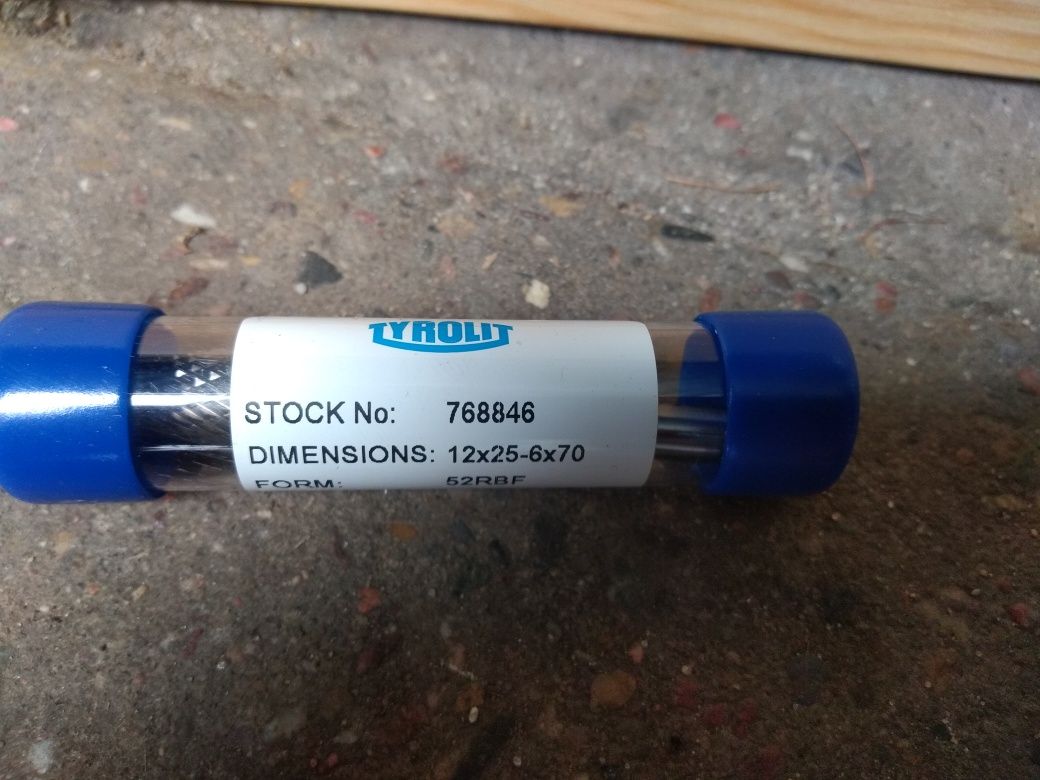 TYROLIT
STOCK No: 768846
DIMENSIONS: 12x25-6x70
FORM: 52RBF